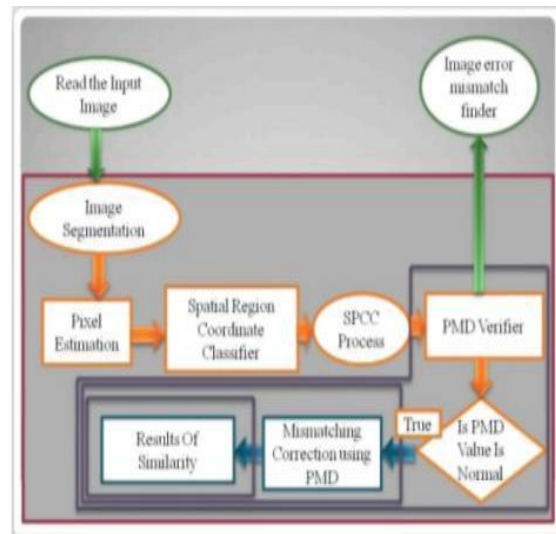 Read the Input
Image
Image error
mismatch
finder
Image
Segmentation
Pixel
Estimation
Spatial Region
Coordinate
Classifier
SPCC
Process
PMD Verifier
Is PMD
Value Is
Normal
True
Mismatching
Correction using
PMD
Results Of
Similarity